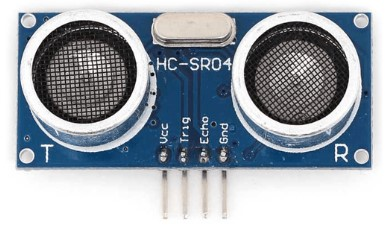 HC-SR04
Vcc
Trig
Echo
Gnd
T
R